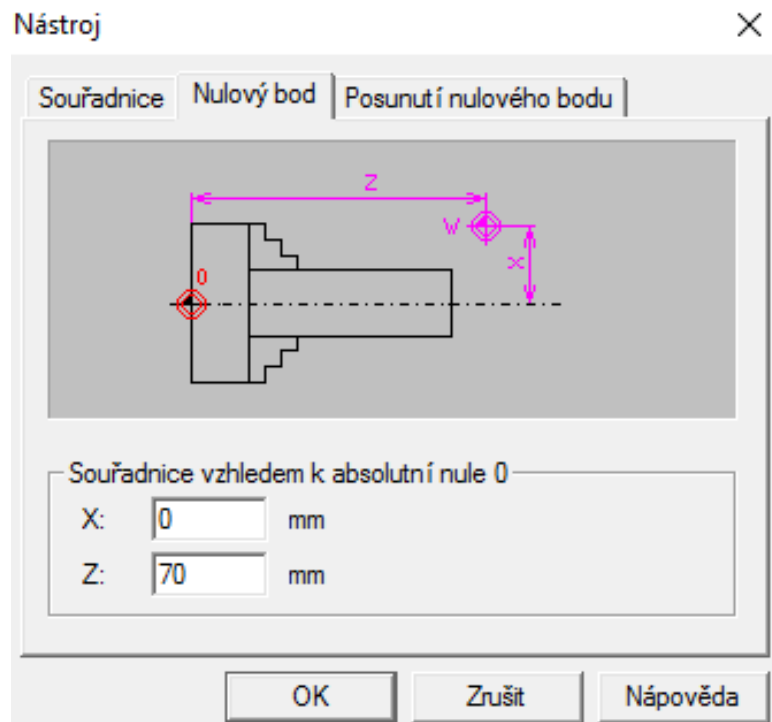 Nástroj
Souřadnice Nulový bod Posunutí nulového bodu
Z
W
X
0
Souřadnice vzhledem k absolutní nule 0
X: 0 mm
Z: 70 mm
OK Zrušit Nápověda